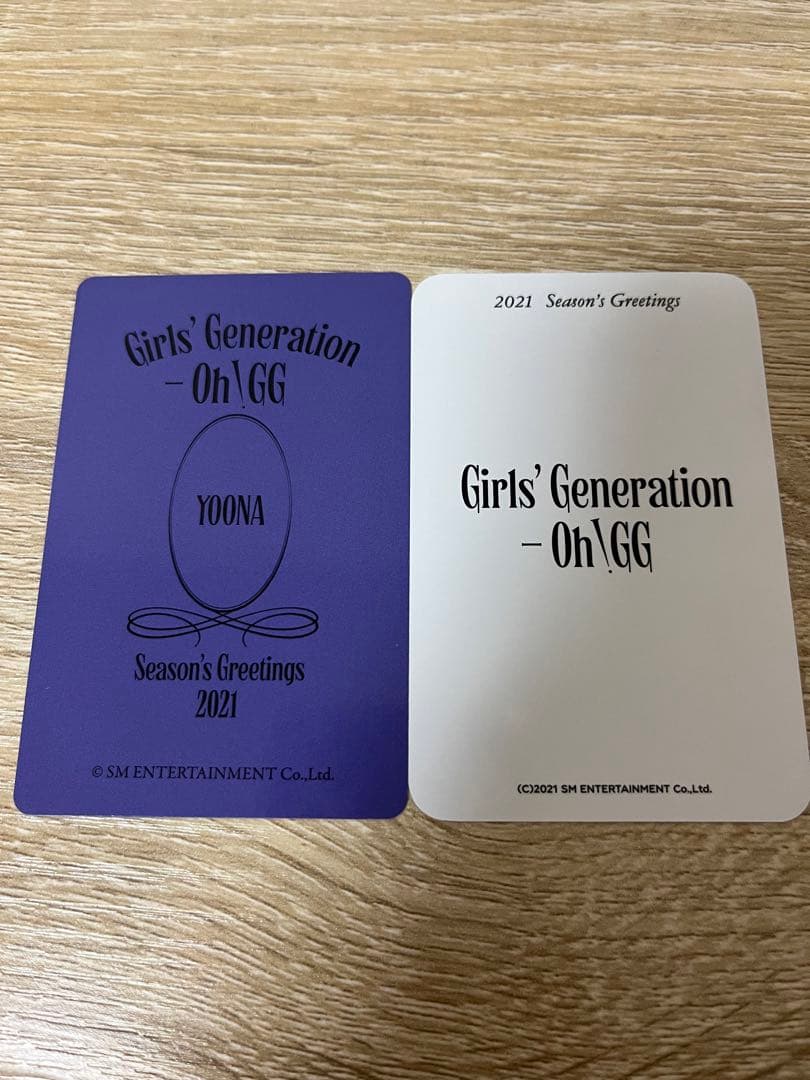 Girls' Generation
– Oh!GG
YOONA
Season's Greetings
2021
© SM ENTERTAINMENT Co.,Ltd.
2021 Season's Greetings
Girls' Generation
– Oh!GG
(C)2021 SM ENTERTAINMENT Co.,Ltd.